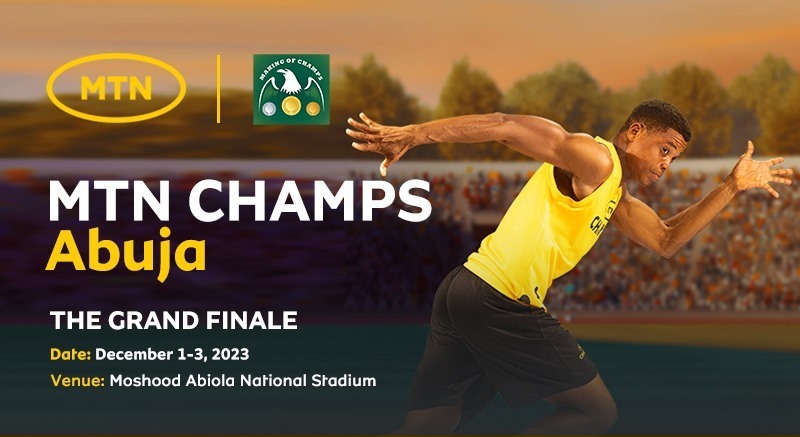 MTN
MAKING OF CHAMPS
MTN CHAMPS
Abuja
THE GRAND FINALE
Date: December 1-3, 2023
Venue: Moshood Abiola National Stadium